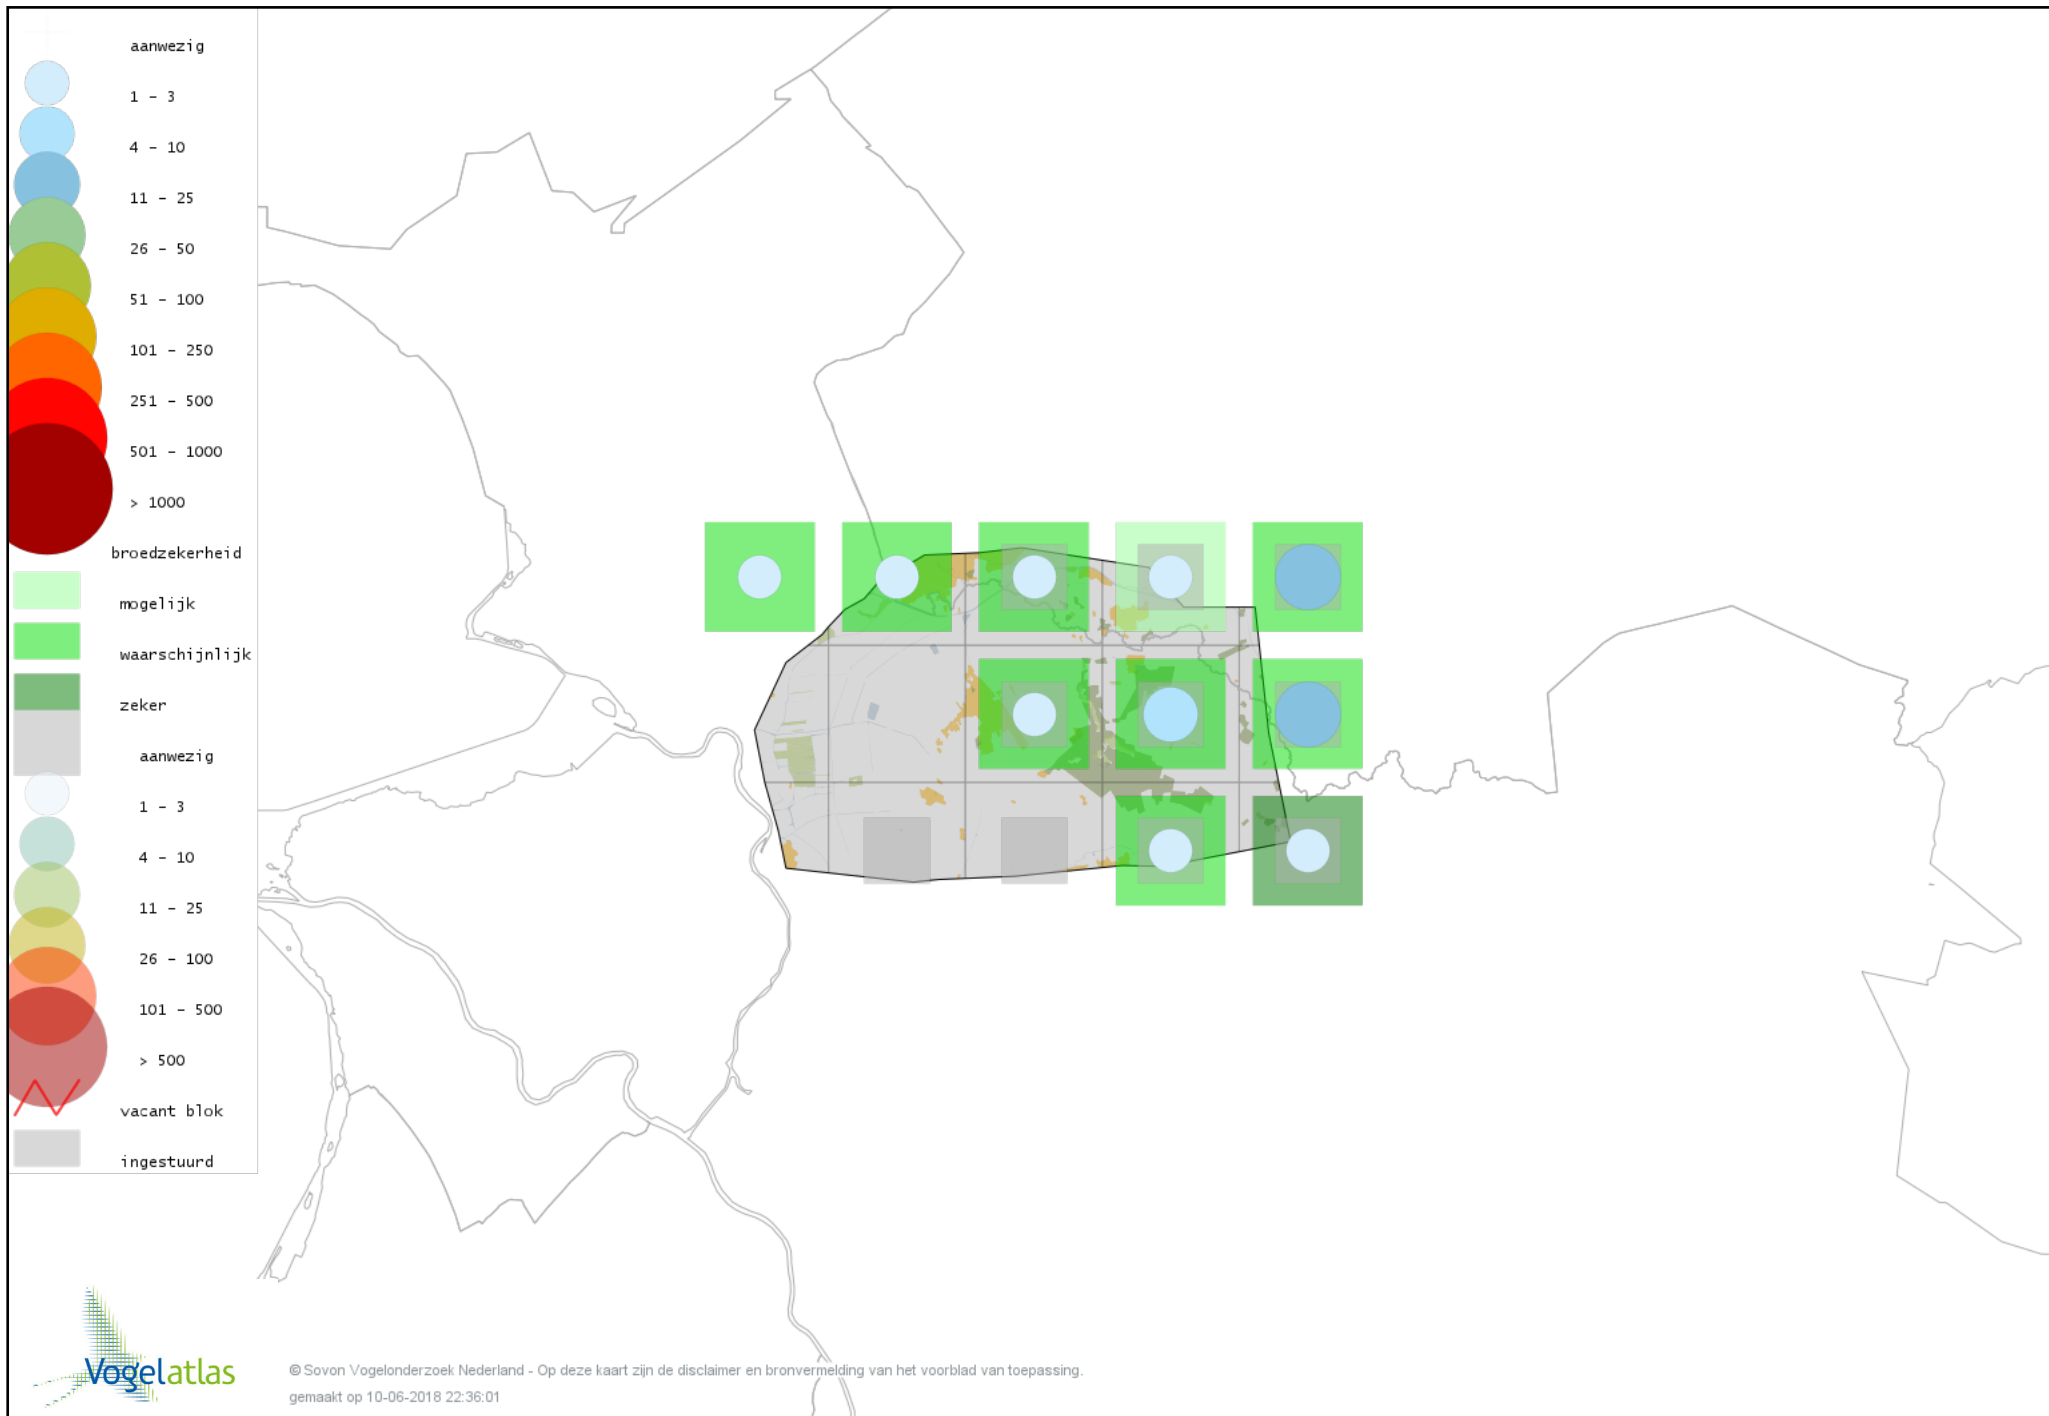 aanwezig
1 - 3
4 - 10
11 - 25
26 - 50
51 - 100
101 - 250
251 - 500
501 - 1000
> 1000
broedzekerheid
mogelijk
waarschijnlijk
zeker
aanwezig
1 - 3
4 - 10
11 - 25
26 - 100
101 - 500
> 500
vacant blok
ingestuurd
Vogelatlas
© Sovon Vogelonderzoek Nederland - Op deze kaart zijn de disclaimer en bronvermelding van het voorblad van toepassing.
gemaakt op 10-06-2018 22:36:01